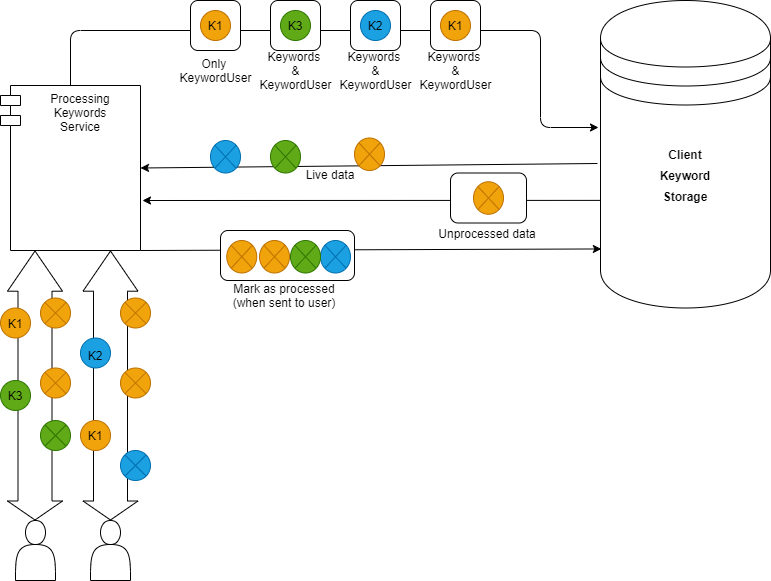 K1
K3
K2
K1
Only
KeywordUser
Keywords
&
KeywordUser
Keywords
&
KeywordUser
Keywords
&
KeywordUser
Processing
Keywords
Service
Client
Keyword
Storage
Live data
Unprocessed data
Mark as processed
(when sent to user)
K1
K2
K3
K1